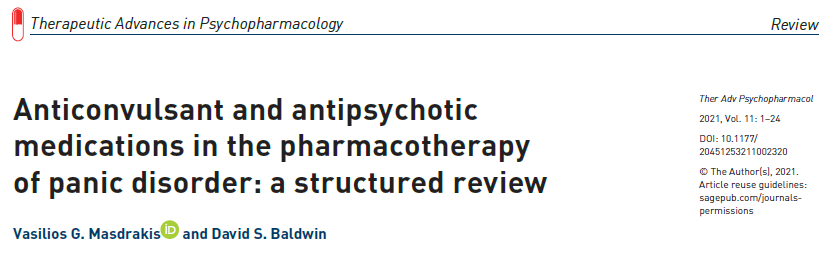 Therapeutic Advances in Psychopharmacology
Review
Anticonvulsant and antipsychotic
medications in the pharmacotherapy
of panic disorder: a structured review
Vasilios G. Masdrakis iD and David S. Baldwin
Ther Adv Psychopharmacol
2021, Vol. 11: 1–24
DOI: 10.1177/
20451253211002320
© The Author(s), 2021.
Article reuse guidelines:
sagepub.com/journals-
permissions